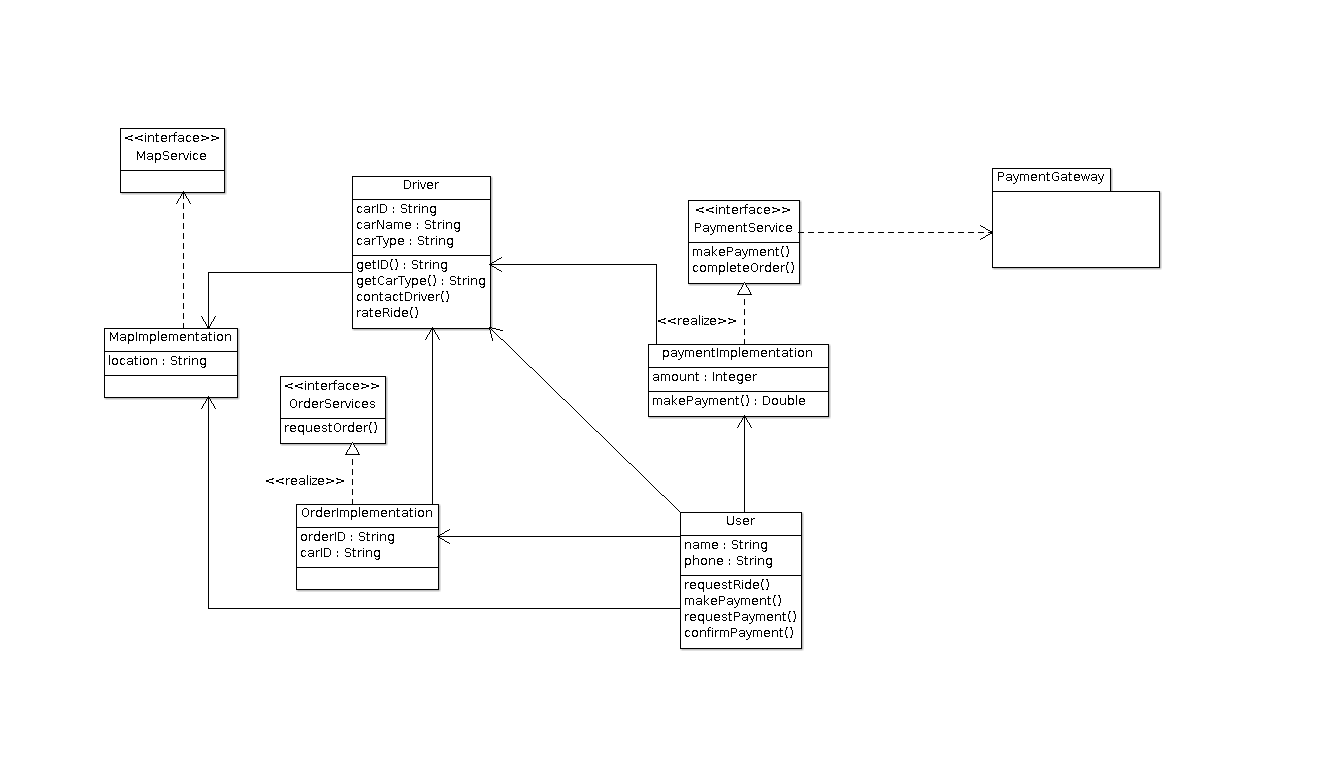 <<interface>>
MapService
Driver
carID : String
carName : String
carType : String
getID() : String
getCarType() : String
contactDriver()
rateRide()
<<interface>>
PaymentService
makePayment()
completeOrder()
PaymentGateway
<<realize>>
MapImplementation
location : String
paymentImplementation
amount : Integer
makePayment() : Double
<<interface>>
OrderServices
requestOrder()
<<realize>>
OrderImplementation
orderID : String
carID : String
User
name : String
phone : String
requestRide()
makePayment()
requestPayment()
confirmPayment()